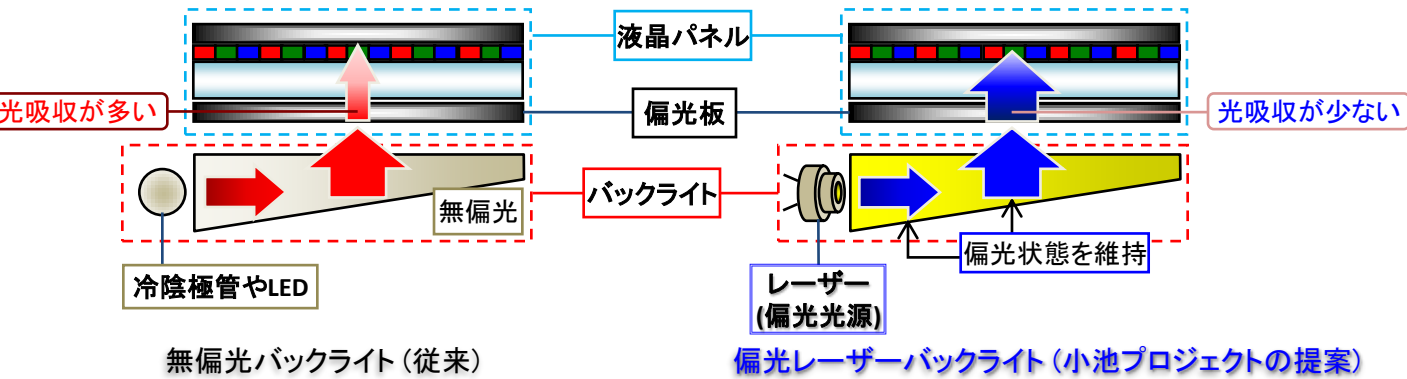 液晶パネル
光吸収が多い
偏光板
光吸収が少ない
バックライト
無偏光
偏光状態を維持
冷陰極管やLED
レーザー
(偏光光源)
無偏光バックライト（従来）
偏光レーザーバックライト（小池プロジェクトの提案）